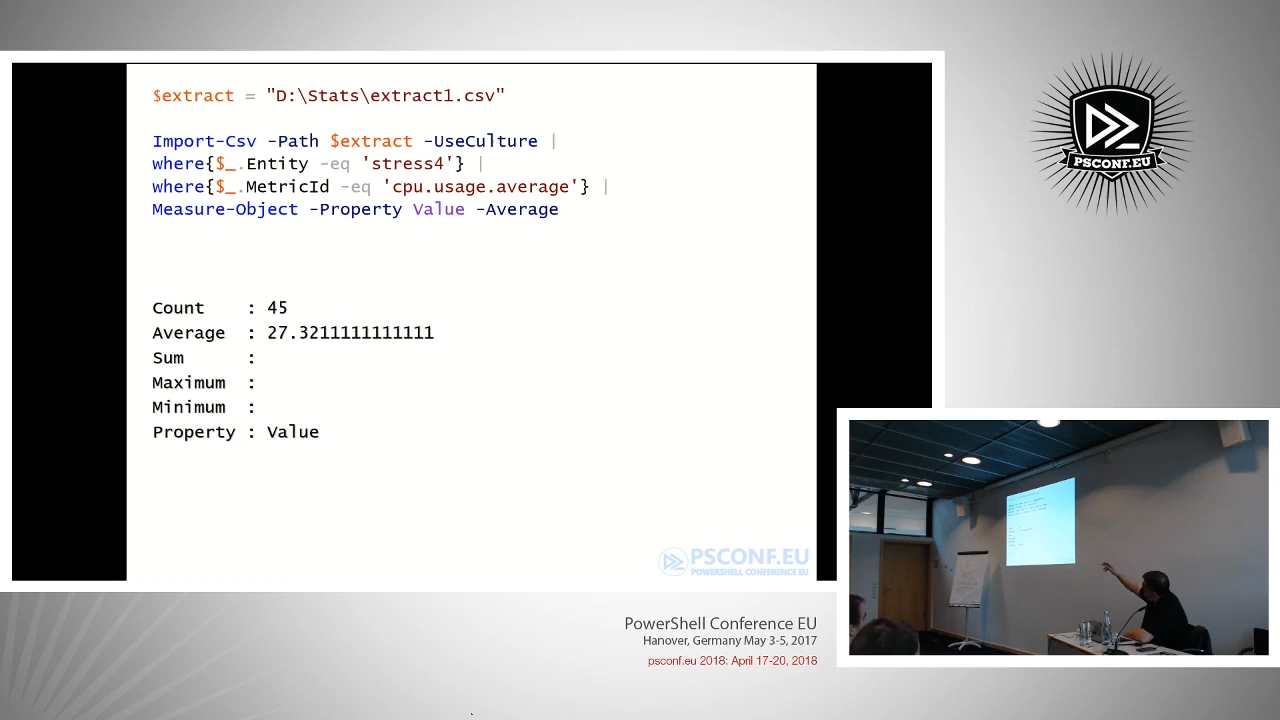 $extract = "D:\Stats\extract1.csv"
Import-Csv -Path $extract -UseCulture |
where{$_.Entity -eq 'stress4'} |
where{$_.MetricId -eq 'cpu.usage.average'} |
Measure-Object -Property Value -Average
Count : 45
Average : 27.3211111111111
Sum :
Maximum :
Minimum :
Property : Value
PSCONF.EU
POWERSHELL CONFERENCE EU
PSCONF.EU
PowerShell Conference EU
Hanover, Germany May 3-5, 2017
psconf.eu 2018: April 17-20, 2018